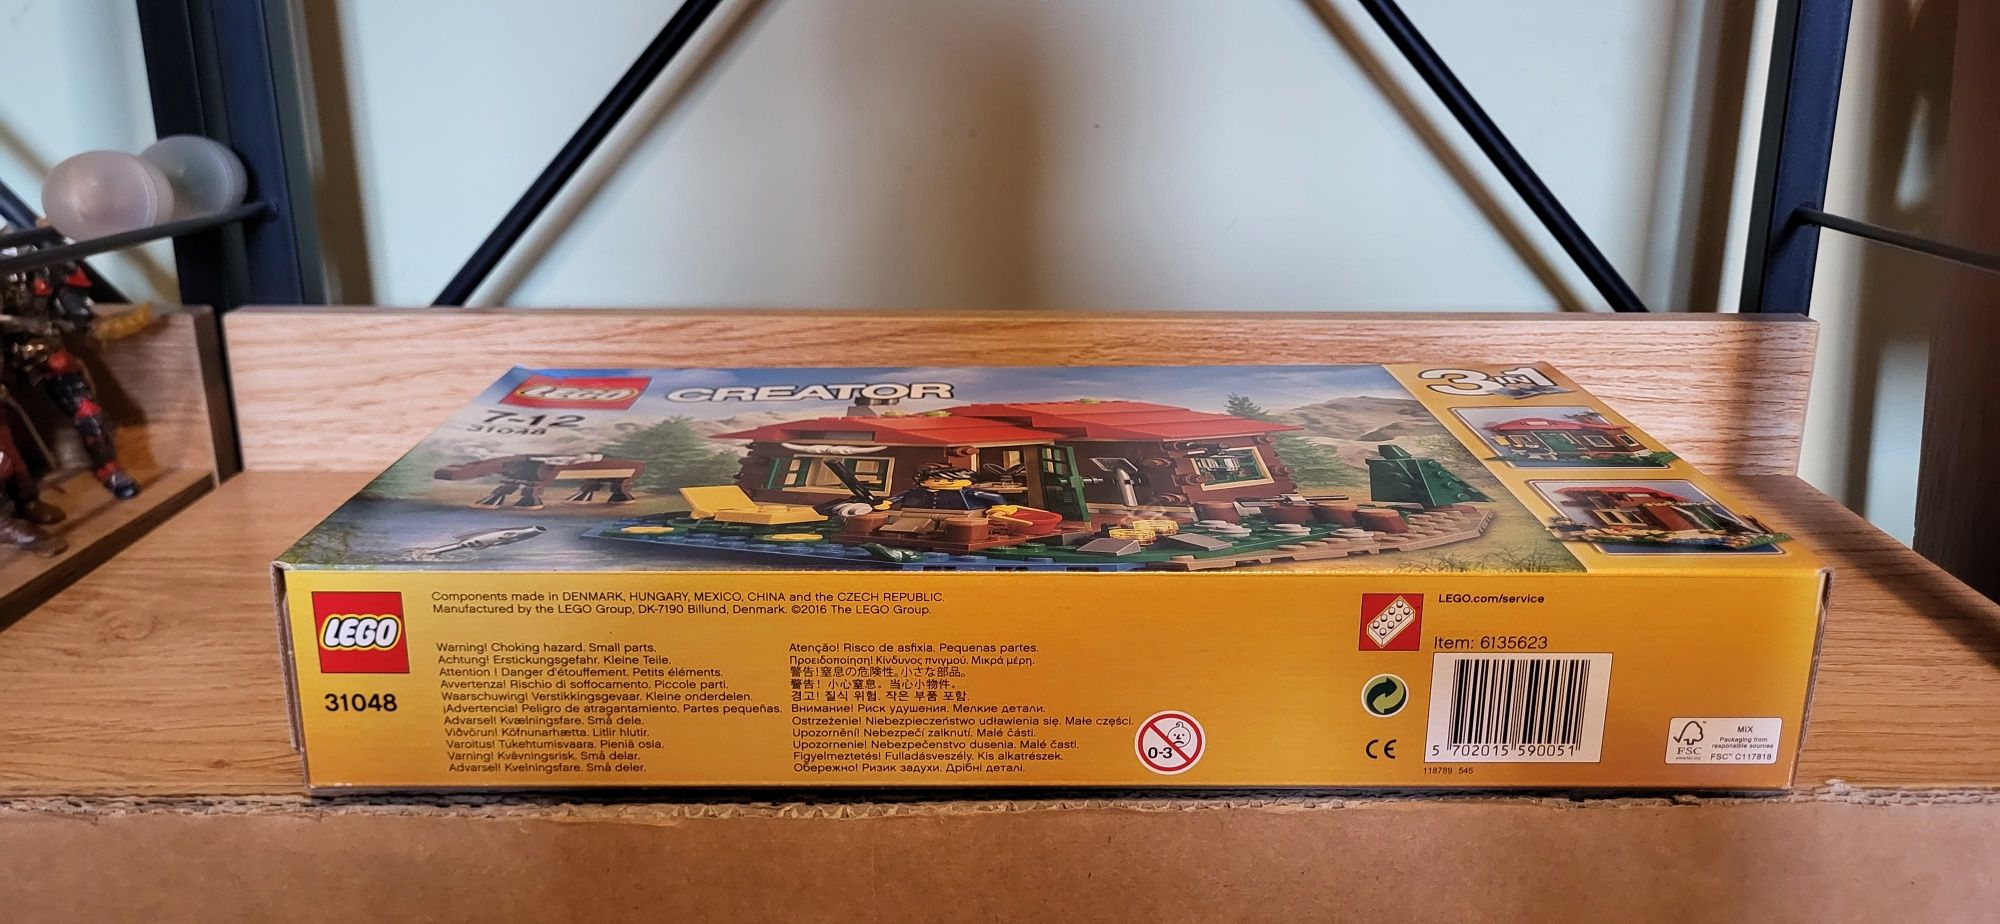 LEGO
CREATOR
7-12
31048
3IN1
LEGO
31048
Components made in DENMARK, HUNGARY, MEXICO, CHINA and the CZECH REPUBLIC.
Manufactured by the LEGO Group, DK-7190 Billund, Denmark. ©2016 The LEGO Group.
Warning! Choking hazard. Small parts.
Achtung! Erstickungsgefahr. Kleine Teile.
Attention ! Danger d'étouffement. Petits éléments.
Avvertenza! Rischio di soffocamento. Piccole parti.
Waarschuwing! Verstikkingsgevaar. Kleine onderdelen.
¡Advertencia! Peligro de atragantamiento. Partes pequeñas.
Advarsel! Kvælningsfare. Små dele.
Viðvörun! Köfnunarhætta. Litlir hlutir.
Varoitus! Tukehtumisvaara. Pieniä osia.
Varning! Kvävningsrisk. Små delar.
Advarsel! Kvelningsfare. Små deler.
Atenção! Risco de asfixia. Pequenas partes.
Προειδοποίηση! Κίνδυνος πνιγμού. Μικρά μέρη.
警告!窒息の危険性。小さな部品。
警告！小心窒息。当心小物件。
경고! 질식 위험. 작은 부품 포함.
Внимание! Риск удушения. Мелкие детали.
Ostrzeżenie! Niebezpieczeństwo udławienia się. Małe części.
Upozornění! Nebezpečí zalknutí. Malé části.
Upozornenie! Nebezpečenstvo dusenia. Malé časti.
Figyelmeztetés! Fulladásveszély. Kis alkatrészek.
Обережно! Ризик задухи. Дрібні деталі.
0-3
LEGO.com/service
Item: 6135623
CE
5 702015 590051
118789 545
FSC
www.fsc.org
MIX
Packaging from
responsible sources
FSC™ C117818